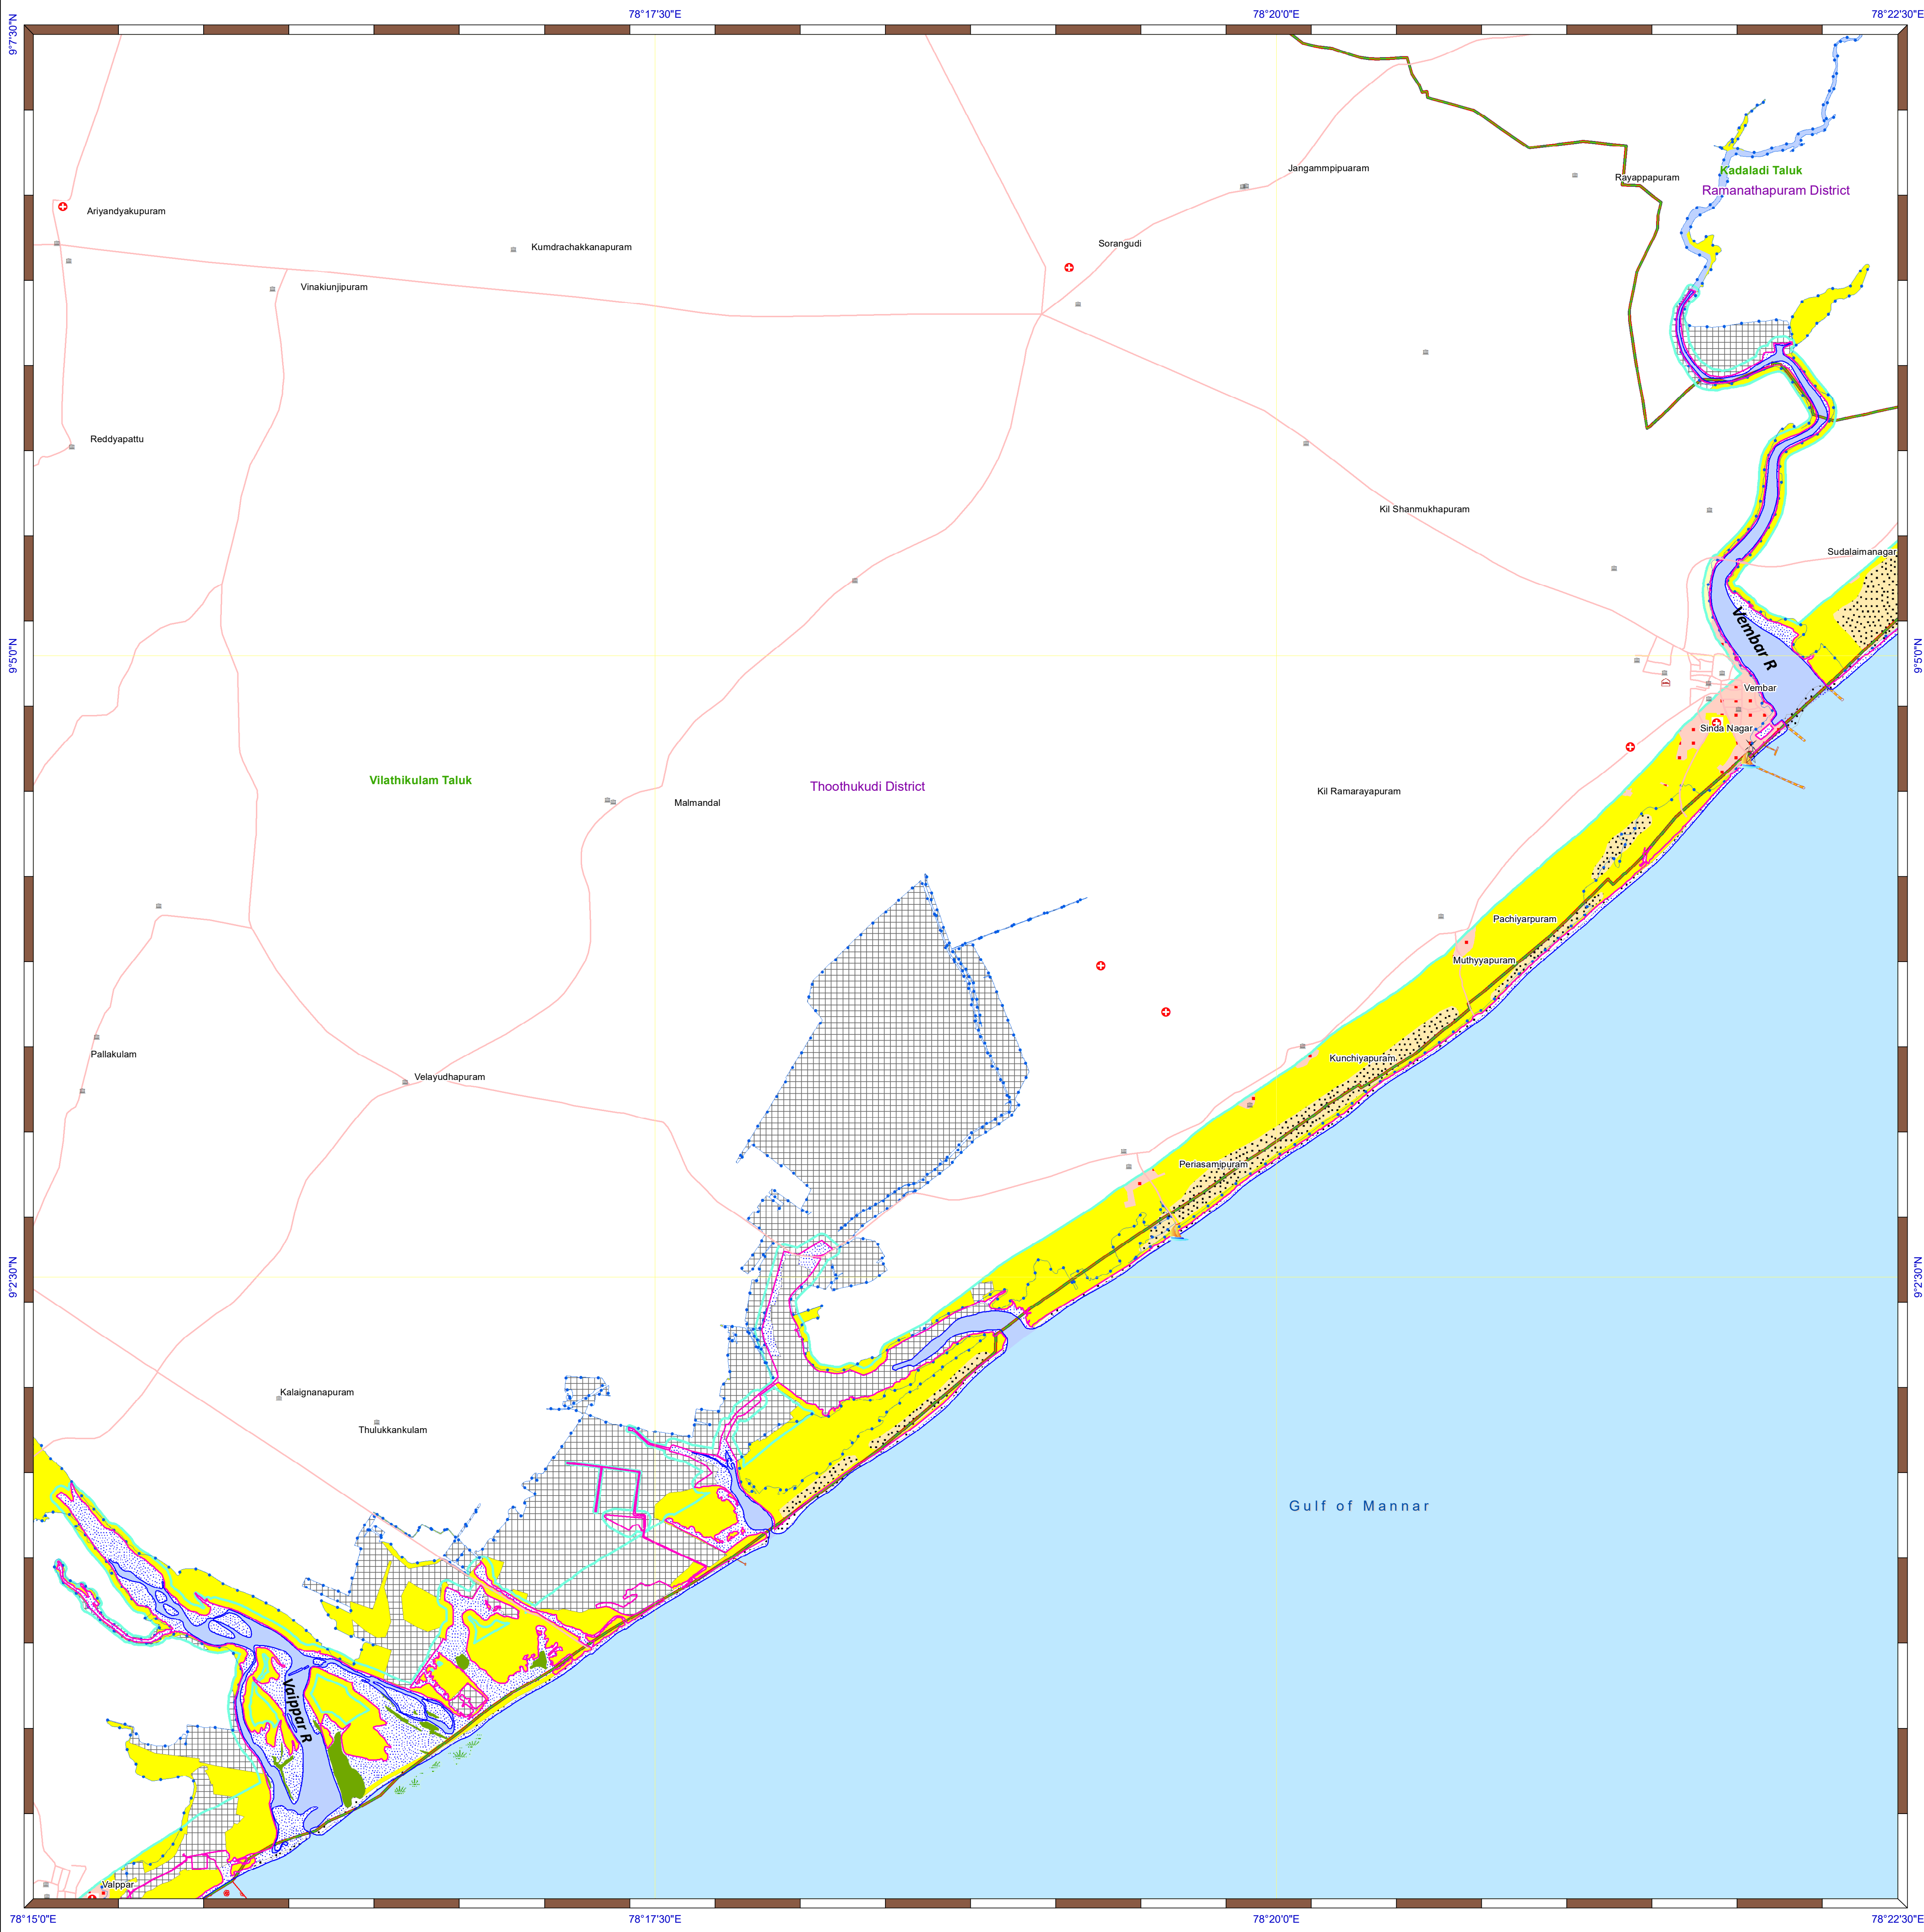 78°17'30"E
78°20'0"E
78°22'30"E
9°7'30"N
Jangammpipuaram
Kadaladi Taluk
Rayappapuram
Ramanathapuram District
Ariyandyakupuram
Sorangudi
Kumdrachakkanapuram
Vinakiunjipuram
Reddyapattu
Kil Shanmukhapuram
Sudalaimanagar
Vembar R
9°5'0"N
9°5'0"N
Vembar
Sinda Nagar
Vilathikulam Taluk
Thoothukudi District
Kil Ramarayapuram
Malmandal
Pachiyarpuram
Muthyyapuram
Pallakulam
Kunchiyapuram
Velayudhapuram
Periasamipuram
9°2'30"N
9°2'30"N
Kalaignanapuram
Thulukkankulam
Gulf of Mannar
Vaippar R
Valppar
78°15'0"E
78°17'30"E
78°20'0"E
78°22'30"E